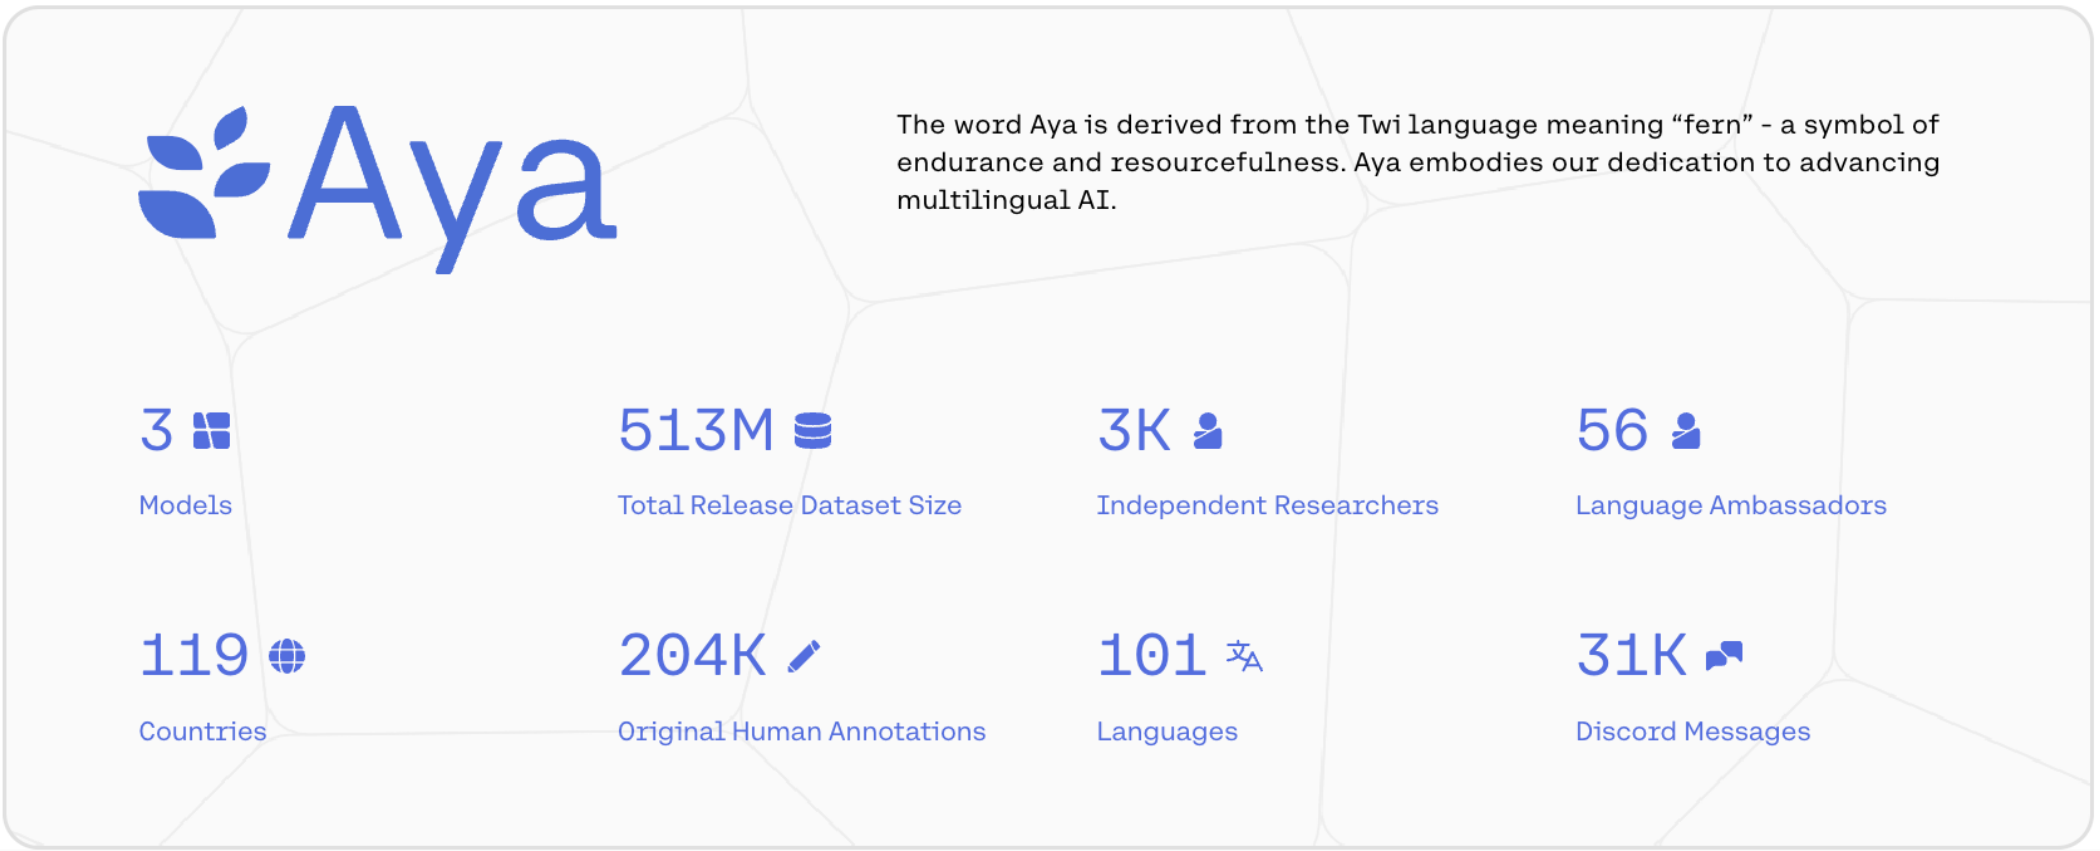 Aya
The word Aya is derived from the Twi language meaning “fern” - a symbol of
endurance and resourcefulness. Aya embodies our dedication to advancing
multilingual AI.
3
Models
513M
Total Release Dataset Size
3K
Independent Researchers
56
Language Ambassadors
119
Countries
204K
Original Human Annotations
101 文A
Languages
31K
Discord Messages